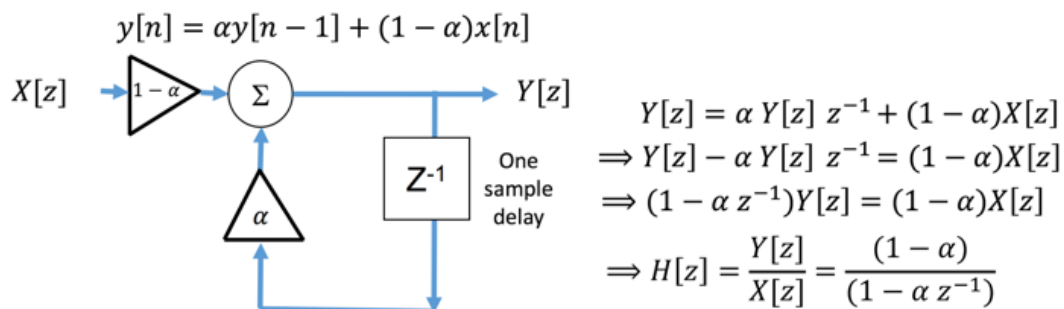 y[n] = αy[n − 1] + (1 − α)x[n]
X[z]
1 − α
Σ
Y[z]
Z⁻¹
One
sample
delay
α
Y[z] = α Y[z] z⁻¹ + (1 − α)X[z]
⟹ Y[z] − α Y[z] z⁻¹ = (1 − α)X[z]
⟹ (1 − α z⁻¹)Y[z] = (1 − α)X[z]
⟹ H[z] = Y[z]/X[z] = (1 − α)/(1 − α z⁻¹)